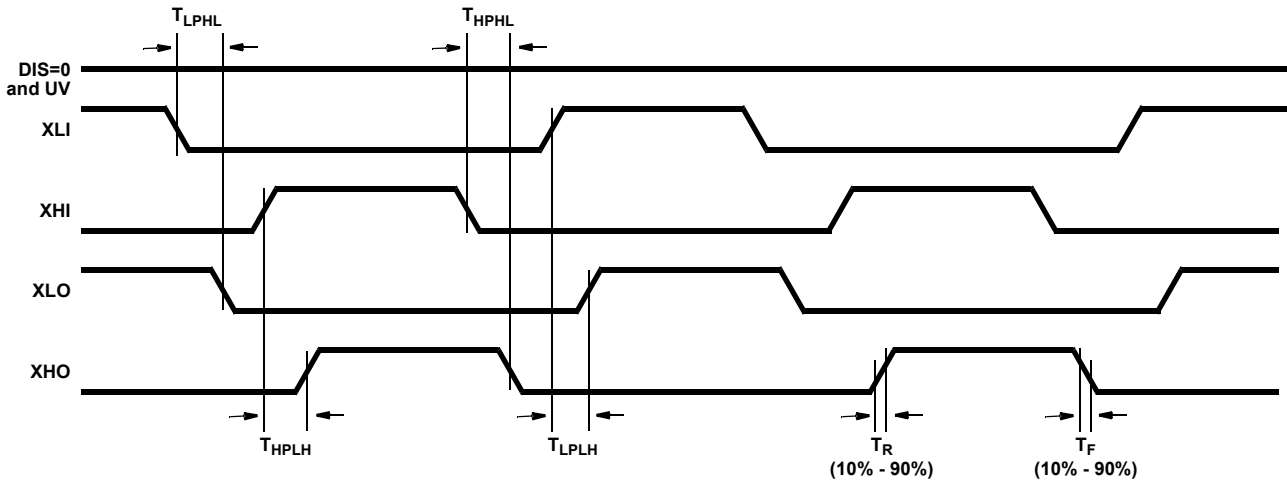 TLPHL
THPHL
DIS=0
and UV
XLI
XHI
XLO
XHO
THPLH
TLPLH
TR
(10% - 90%)
TF
(10% - 90%)